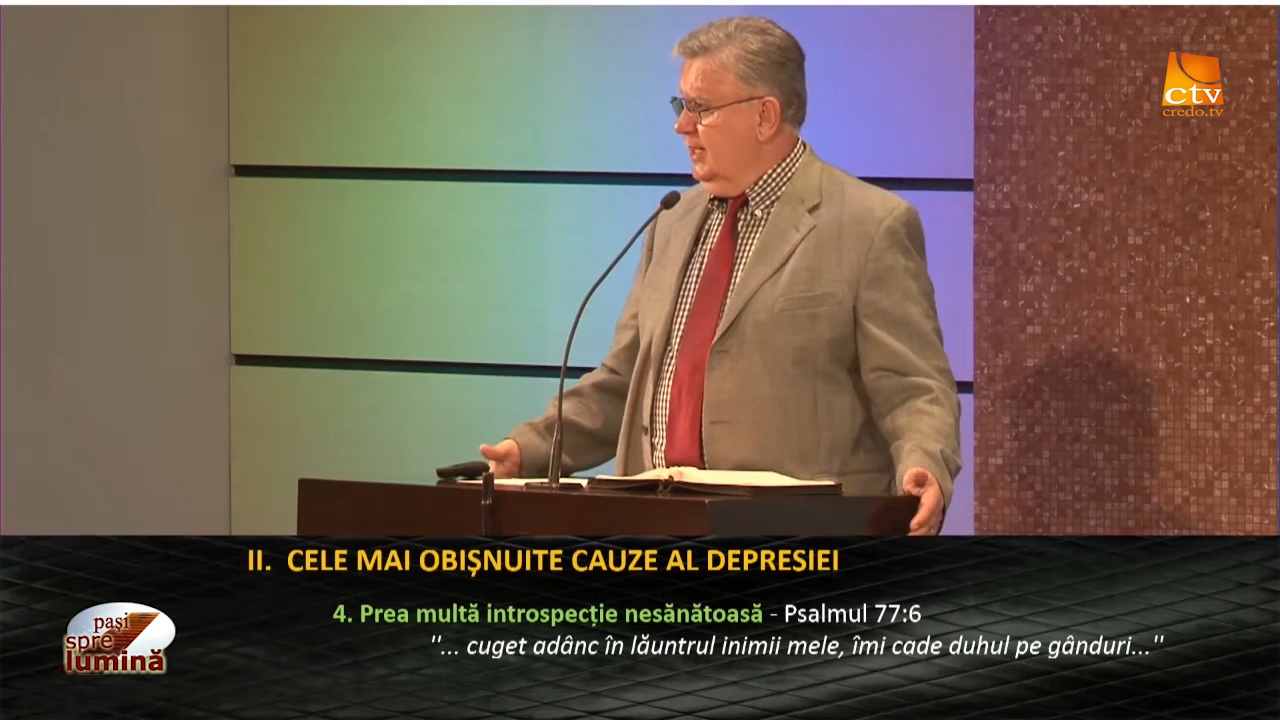 ctv
credo.tv
II. CELE MAI OBIȘNUITE CAUZE AL DEPRESIEI
4. Prea multă introspecție nesănătoasă - Psalmul 77:6
"... cuget adânc în lăuntrul inimii mele, îmi cade duhul pe gânduri..."
pași
spre
lumină